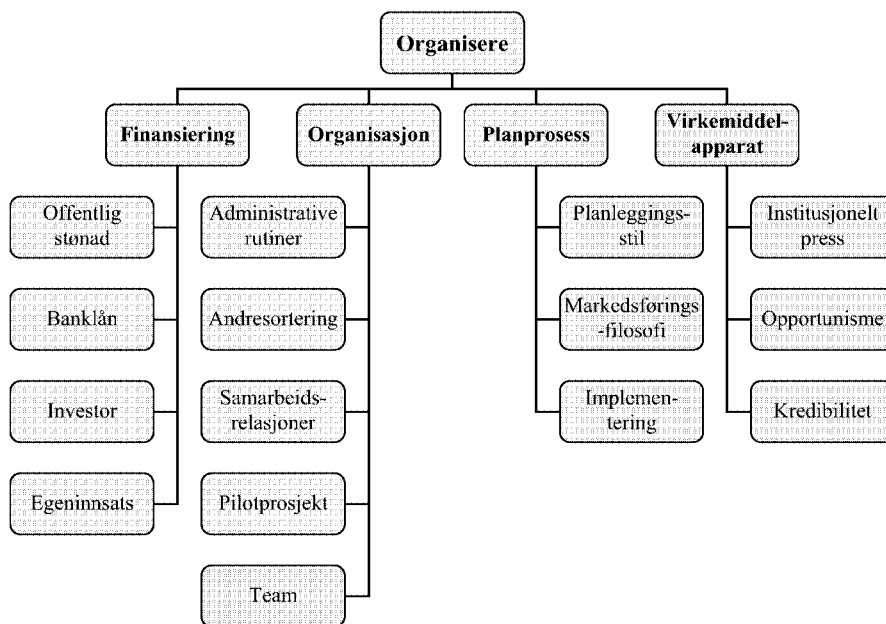 Organisere
Finansiering
Organisasjon
Planprosess
Virkemiddel-
apparat
Offentlig
stønad
Banklån
Investor
Egeninnsats
Administrative
rutiner
Andresortering
Samarbeids-
relasjoner
Pilotprosjekt
Team
Planleggings-
stil
Markedsførings
-filosofi
Implemen-
tering
Institusjonelt
press
Opportunisme
Kredibilitet